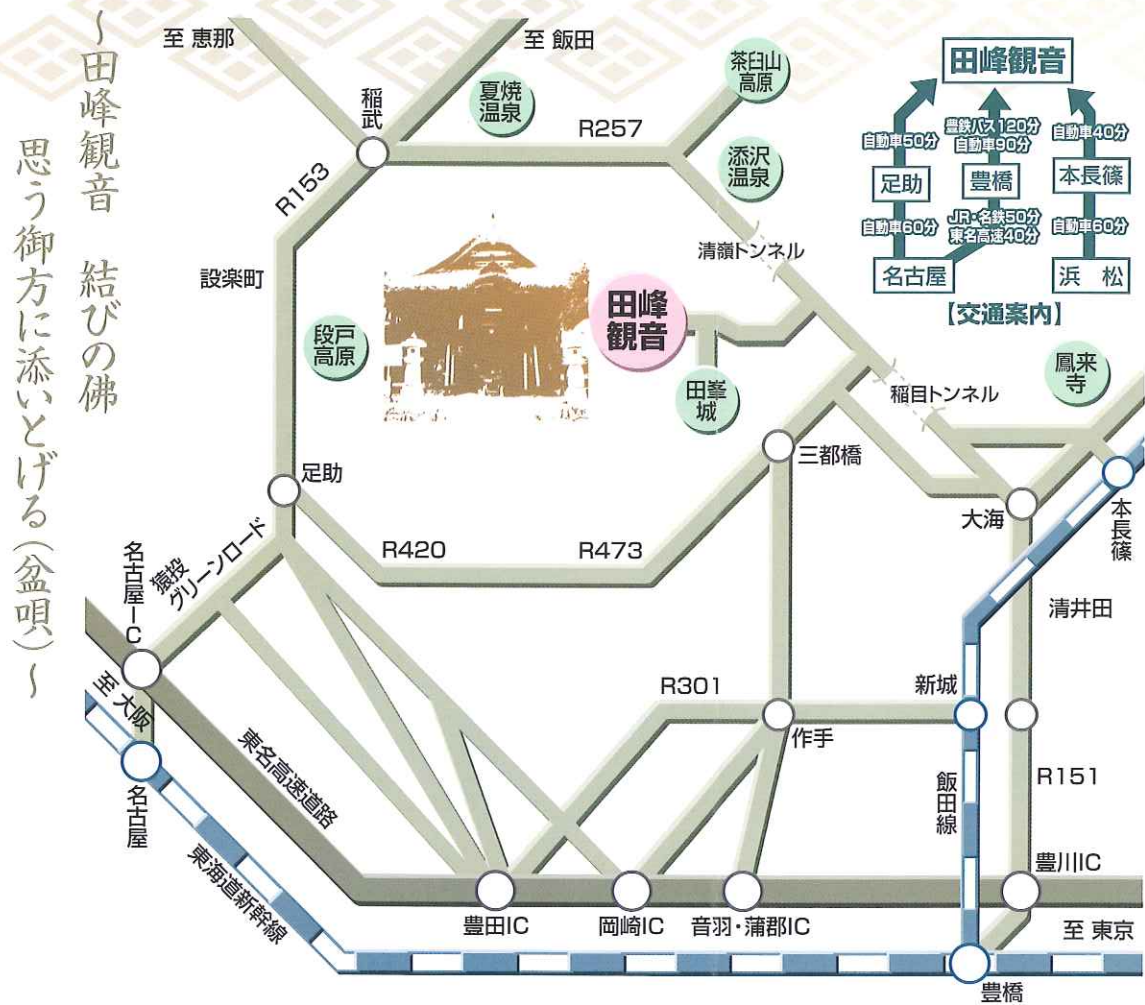 ～田峰観音　結びの佛
思う御方に添いとげる(盆唄)～
至 恵那
至 飯田
稲武
夏焼
温泉
茶臼山
高原
R257
添沢
温泉
R153
設楽町
段戸
高原
清嶺トンネル
田峰
観音
田峯
城
稲目トンネル
鳳来
寺
足助
三都橋
大海
本長篠
R420
R473
猿投
グリーンロード
名古屋IC
清井田
至 大阪
名古屋
東名高速道路
東海道新幹線
R301
作手
新城
飯田線
R151
豊田IC
岡崎IC
音羽・蒲郡IC
豊川IC
至 東京
豊橋
田峰観音
自動車50分
豊鉄バス120分
自動車90分
自動車40分
足助
豊橋
本長篠
自動車60分
JR・名鉄50分
東名高速40分
自動車60分
名古屋
浜 松
【交通案内】